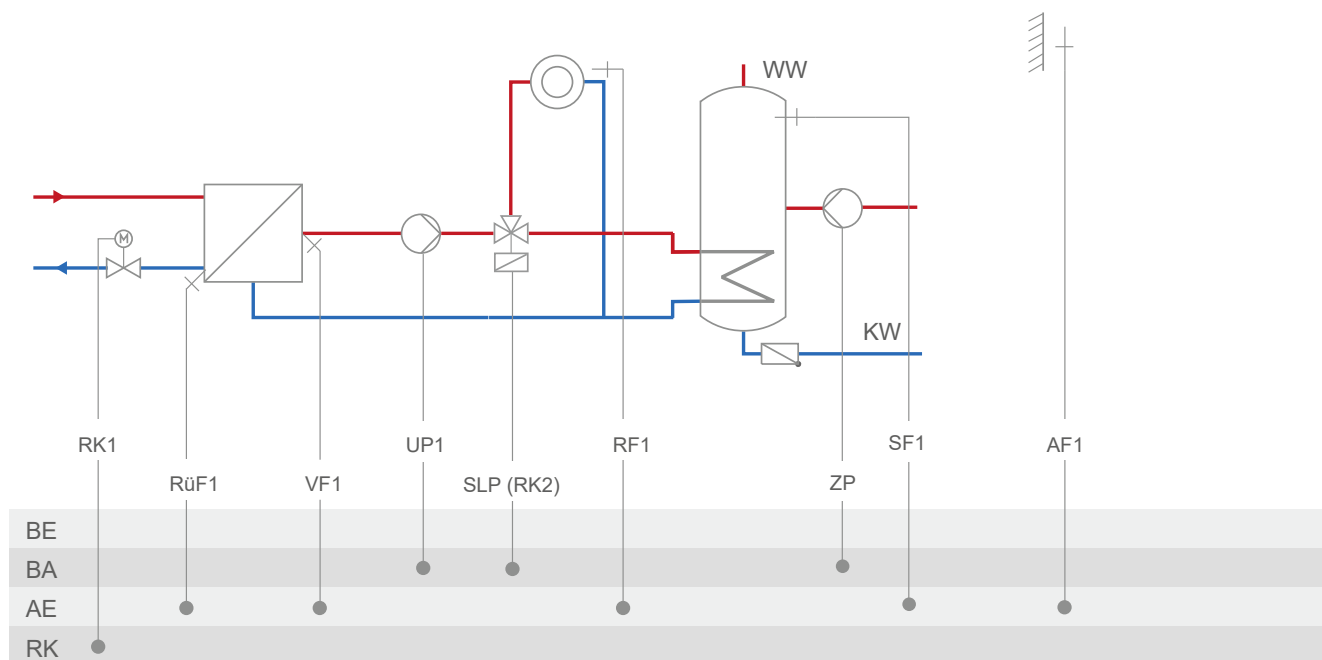 WW
M
KW
RK1
UP1
RF1
SF1
AF1
RüF1
VF1
SLP (RK2)
ZP
BE
BA
AE
RK